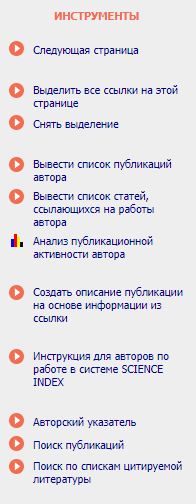 ИНСТРУМЕНТЫ
Следующая страница
Выделить все ссылки на этой
странице
Снять выделение
Вывести список публикаций
автора
Вывести список статей,
ссылающихся на работы
автора
Анализ публикационной
активности автора
Создать описание публикации
на основе информации из
ссылки
Инструкция для авторов по
работе в системе SCIENCE
INDEX
Авторский указатель
Поиск публикаций
Поиск по спискам цитируемой
литературы